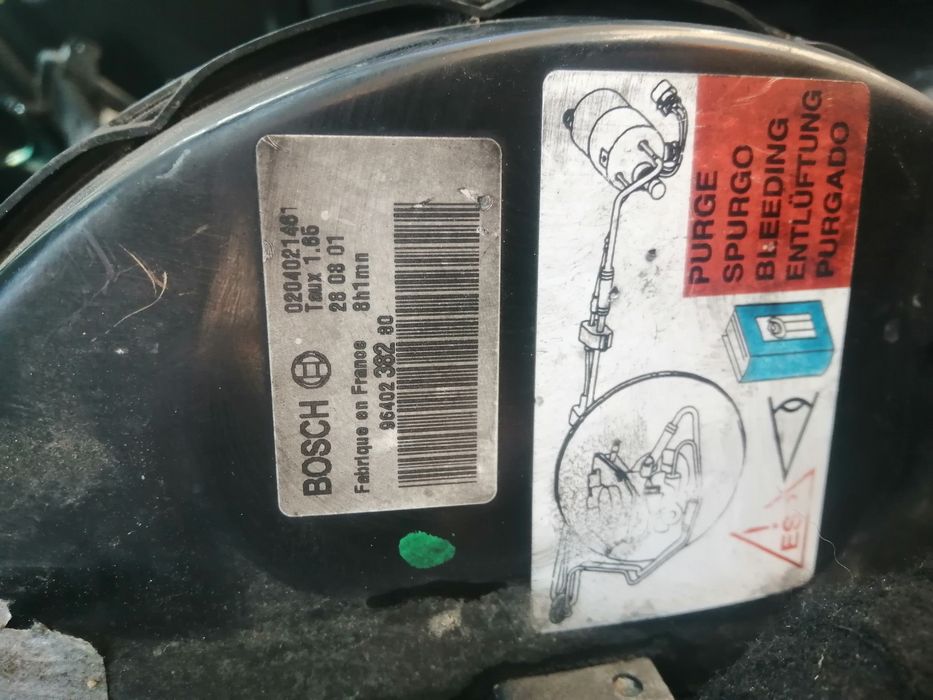 BOSCH
0204021461
Taux 1.65
28 08 01
8h1mn
Fabrique en France
96402 382 80
PURGE
SPURGO
BLEEDING
ENTLÜFTUNG
PURGADO